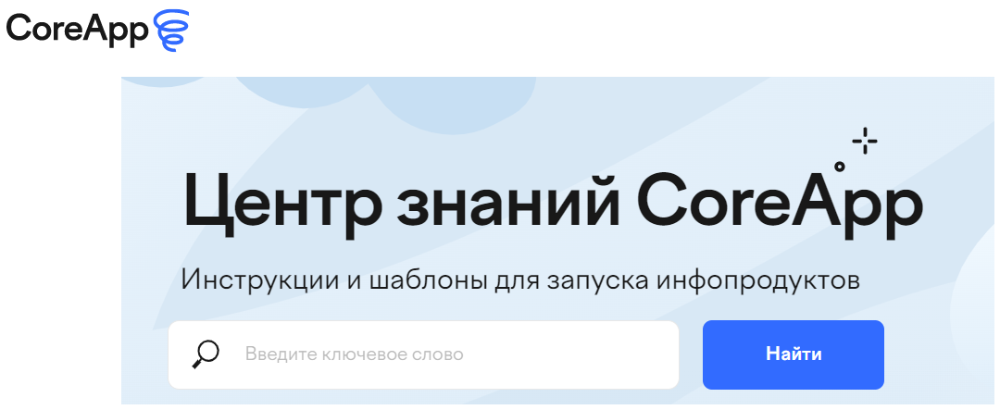 CoreApp
Центр знаний CoreApp
Инструкции и шаблоны для запуска инфопродуктов
Введите ключевое слово
Найти